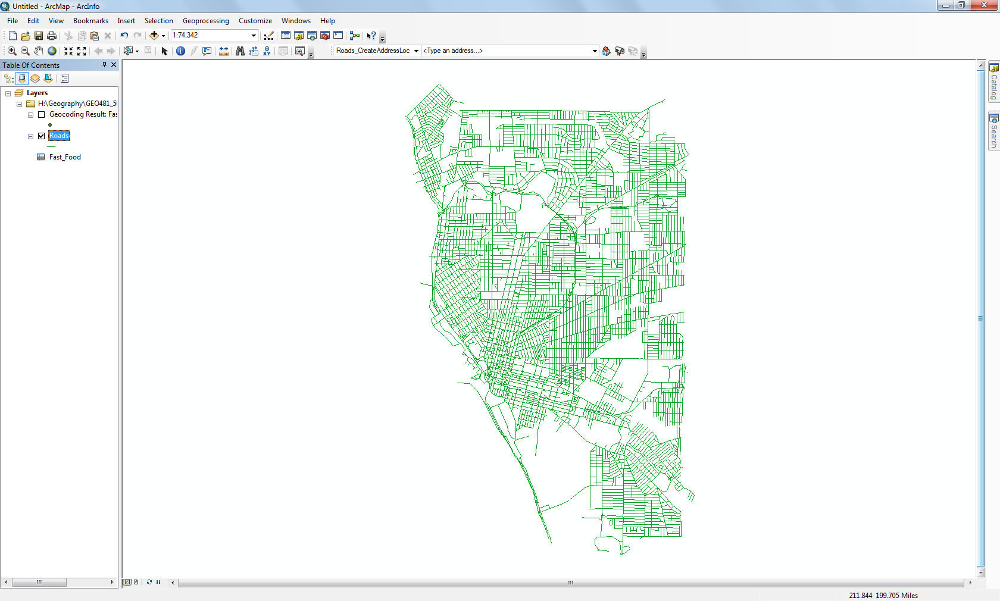 Untitled - ArcMap - ArcInfo
File Edit View Bookmarks Insert Selection Geoprocessing Customize Windows Help
1:74,342
Roads_CreateAddressLoc <Type an address...>
Table Of Contents
Layers
H:\Geography\GEO481_5
Geocoding Result: Fas
Roads
Fast_Food
Catalog
Search
211.844 199.705 Miles